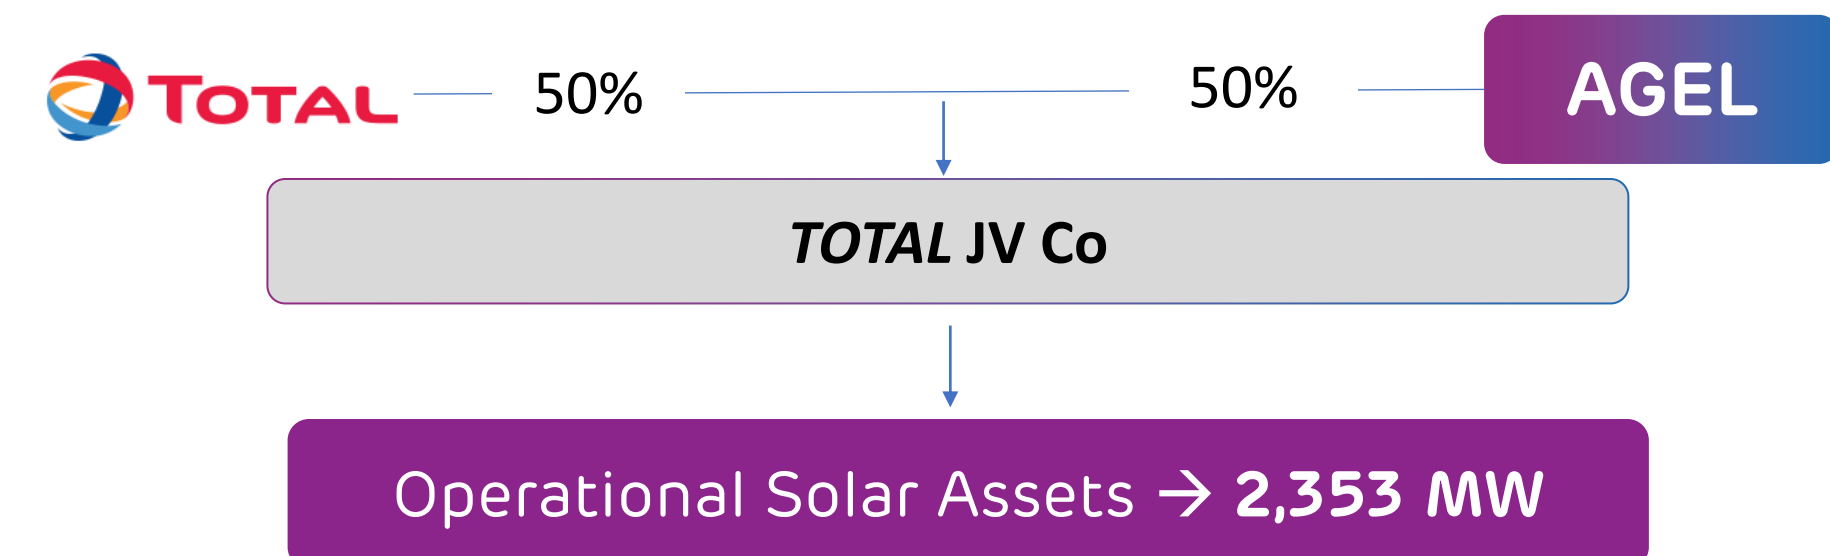 TOTAL 50% 50% AGEL
TOTAL JV Co
Operational Solar Assets → 2,353 MW